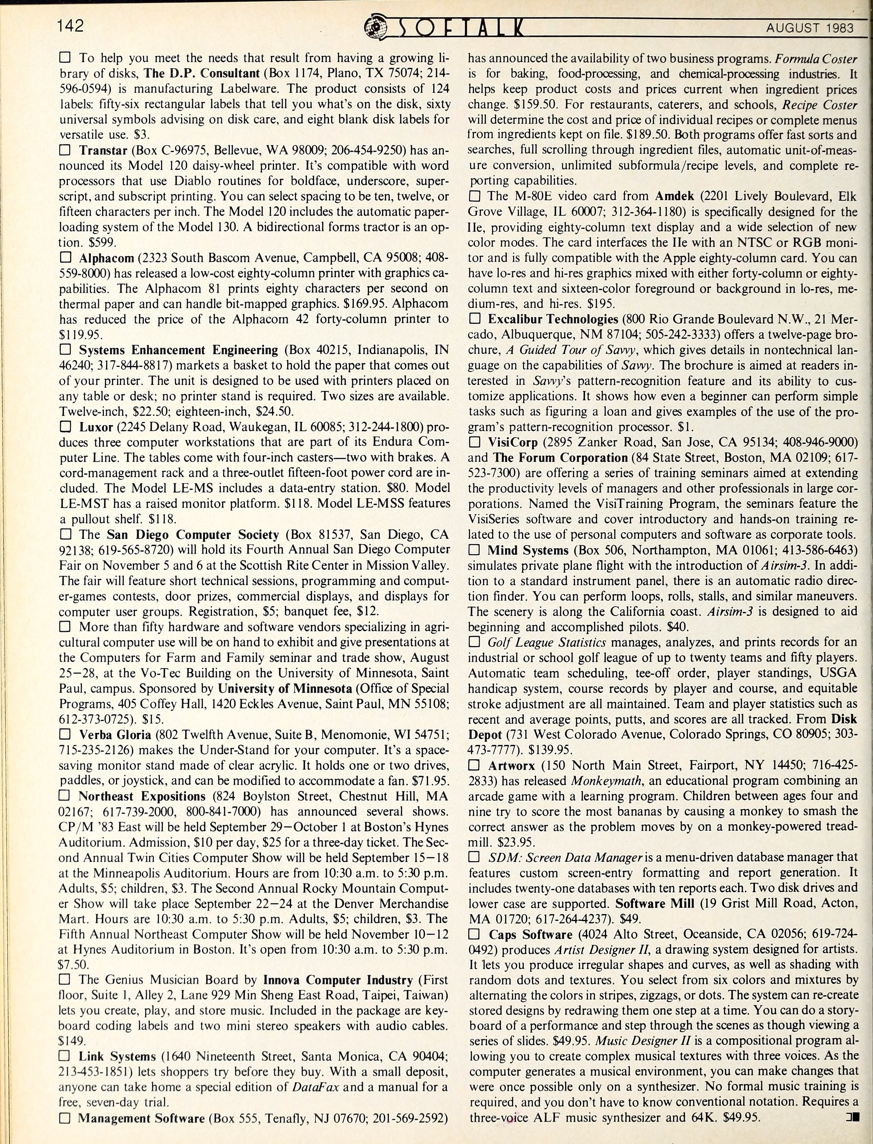 142
SOFTALK
AUGUST 1983
☐ To help you meet the needs that result from having a growing li-
brary of disks, The D.P. Consultant (Box 1174, Plano, TX 75074; 214-
596-0594) is manufacturing Labelware. The product consists of 124
labels: fifty-six rectangular labels that tell you what's on the disk, sixty
universal symbols advising on disk care, and eight blank disk labels for
versatile use. $3.
☐ Transtar (Box C-96975, Bellevue, WA 98009; 206-454-9250) has an-
nounced its Model 120 daisy-wheel printer. It's compatible with word
processors that use Diablo routines for boldface, underscore, super-
script, and subscript printing. You can select spacing to be ten, twelve, or
fifteen characters per inch. The Model 120 includes the automatic paper-
loading system of the Model 130. A bidirectional forms tractor is an op-
tion. $599.
☐ Alphacom (2323 South Bascom Avenue, Campbell, CA 95008; 408-
559-8000) has released a low-cost eighty-column printer with graphics ca-
pabilities. The Alphacom 81 prints eighty characters per second on
thermal paper and can handle bit-mapped graphics. $169.95. Alphacom
has reduced the price of the Alphacom 42 forty-column printer to
$119.95.
☐ Systems Enhancement Engineering (Box 40215, Indianapolis, IN
46240; 317-844-8817) markets a basket to hold the paper that comes out
of your printer. The unit is designed to be used with printers placed on
any table or desk; no printer stand is required. Two sizes are available.
Twelve-inch, $22.50; eighteen-inch, $24.50.
☐ Luxor (2245 Delany Road, Waukegan, IL 60085; 312-244-1800) pro-
duces three computer workstations that are part of its Endura Com-
puter Line. The tables come with four-inch casters—two with brakes. A
cord-management rack and a three-outlet fifteen-foot power cord are in-
cluded. The Model LE-MS includes a data-entry station. $80. Model
LE-MST has a raised monitor platform. $118. Model LE-MSS features
a pullout shelf. $118.
☐ The San Diego Computer Society (Box 81537, San Diego, CA
92138; 619-565-8720) will hold its Fourth Annual San Diego Computer
Fair on November 5 and 6 at the Scottish Rite Center in Mission Valley.
The fair will feature short technical sessions, programming and comput-
er-games contests, door prizes, commercial displays, and displays for
computer user groups. Registration, $5; banquet fee, $12.
☐ More than fifty hardware and software vendors specializing in agri-
cultural computer use will be on hand to exhibit and give presentations at
the Computers for Farm and Family seminar and trade show, August
25—28, at the Vo-Tec Building on the University of Minnesota, Saint
Paul, campus. Sponsored by University of Minnesota (Office of Special
Programs, 405 Coffey Hall, 1420 Eckles Avenue, Saint Paul, MN 55108;
612-373-0725). $15.
☐ Verba Gloria (802 Twelfth Avenue, Suite B, Menomonie, WI 54751;
715-235-2126) makes the Under-Stand for your computer. It's a space-
saving monitor stand made of clear acrylic. It holds one or two drives,
paddles, or joystick, and can be modified to accommodate a fan. $71.95.
☐ Northeast Expositions (824 Boylston Street, Chestnut Hill, MA
02167; 617-739-2000, 800-841-7000) has announced several shows.
CP/M '83 East will be held September 29—October 1 at Boston's Hynes
Auditorium. Admission, $10 per day, $25 for a three-day ticket. The Sec-
ond Annual Twin Cities Computer Show will be held September 15—18
at the Minneapolis Auditorium. Hours are from 10:30 a.m. to 5:30 p.m.
Adults, $5; children, $3. The Second Annual Rocky Mountain Comput-
er Show will take place September 22—24 at the Denver Merchandise
Mart. Hours are 10:30 a.m. to 5:30 p.m. Adults, $5; children, $3. The
Fifth Annual Northeast Computer Show will be held November 10—12
at Hynes Auditorium in Boston. It's open from 10:30 a.m. to 5:30 p.m.
$7.50.
☐ The Genius Musician Board by Innova Computer Industry (First
floor, Suite 1, Alley 2, Lane 929 Min Sheng East Road, Taipei, Taiwan)
lets you create, play, and store music. Included in the package are key-
board coding labels and two mini stereo speakers with audio cables.
$149.
☐ Link Systems (1640 Nineteenth Street, Santa Monica, CA 90404;
213-453-1851) lets shoppers try before they buy. With a small deposit,
anyone can take home a special edition of DataFax and a manual for a
free, seven-day trial.
☐ Management Software (Box 555, Tenafly, NJ 07670; 201-569-2592)
has announced the availability of two business programs. Formula Coster
is for baking, food-processing, and chemical-processing industries. It
helps keep product costs and prices current when ingredient prices
change. $159.50. For restaurants, caterers, and schools, Recipe Coster
will determine the cost and price of individual recipes or complete menus
from ingredients kept on file. $189.50. Both programs offer fast sorts and
searches, full scrolling through ingredient files, automatic unit-of-meas-
ure conversion, unlimited subformula/recipe levels, and complete re-
porting capabilities.
☐ The M-80E video card from Amdek (2201 Lively Boulevard, Elk
Grove Village, IL 60007; 312-364-1180) is specifically designed for the
IIe, providing eighty-column text display and a wide selection of new
color modes. The card interfaces the IIe with an NTSC or RGB moni-
tor and is fully compatible with the Apple eighty-column card. You can
have lo-res and hi-res graphics mixed with either forty-column or eighty-
column text and sixteen-color foreground or background in lo-res, me-
dium-res, and hi-res. $195.
☐ Excalibur Technologies (800 Rio Grande Boulevard N.W., 21 Mer-
cado, Albuquerque, NM 87104; 505-242-3333) offers a twelve-page bro-
chure, A Guided Tour of Savvy, which gives details in nontechnical lan-
guage on the capabilities of Savvy. The brochure is aimed at readers in-
terested in Savvy's pattern-recognition feature and its ability to cus-
tomize applications. It shows how even a beginner can perform simple
tasks such as figuring a loan and gives examples of the use of the pro-
gram's pattern-recognition processor. $1.
☐ VisiCorp (2895 Zanker Road, San Jose, CA 95134; 408-946-9000)
and The Forum Corporation (84 State Street, Boston, MA 02109; 617-
523-7300) are offering a series of training seminars aimed at extending
the productivity levels of managers and other professionals in large cor-
porations. Named the VisiTraining Program, the seminars feature the
VisiSeries software and cover introductory and hands-on training re-
lated to the use of personal computers and software as corporate tools.
☐ Mind Systems (Box 506, Northampton, MA 01061; 413-586-6463)
simulates private plane flight with the introduction of Airsim-3. In addi-
tion to a standard instrument panel, there is an automatic radio direc-
tion finder. You can perform loops, rolls, stalls, and similar maneuvers.
The scenery is along the California coast. Airsim-3 is designed to aid
beginning and accomplished pilots. $40.
☐ Golf League Statistics manages, analyzes, and prints records for an
industrial or school golf league of up to twenty teams and fifty players.
Automatic team scheduling, tee-off order, player standings, USGA
handicap system, course records by player and course, and equitable
stroke adjustment are all maintained. Team and player statistics such as
recent and average points, putts, and scores are all tracked. From Disk
Depot (731 West Colorado Avenue, Colorado Springs, CO 80905; 303-
473-7777). $139.95.
☐ Artworx (150 North Main Street, Fairport, NY 14450; 716-425-
2833) has released Monkeymath, an educational program combining an
arcade game with a learning program. Children between ages four and
nine try to score the most bananas by causing a monkey to smash the
correct answer as the problem moves by on a monkey-powered tread-
mill. $23.95.
☐ SDM: Screen Data Manager is a menu-driven database manager that
features custom screen-entry formatting and report generation. It
includes twenty-one databases with ten reports each. Two disk drives and
lower case are supported. Software Mill (19 Grist Mill Road, Acton,
MA 01720; 617-264-4237). $49.
☐ Caps Software (4024 Alto Street, Oceanside, CA 02056; 619-724-
0492) produces Artist Designer II, a drawing system designed for artists.
It lets you produce irregular shapes and curves, as well as shading with
random dots and textures. You select from six colors and mixtures by
alternating the colors in stripes, zigzags, or dots. The system can re-create
stored designs by redrawing them one step at a time. You can do a story-
board of a performance and step through the scenes as though viewing a
series of slides. $49.95. Music Designer II is a compositional program al-
lowing you to create complex musical textures with three voices. As the
computer generates a musical environment, you can make changes that
were once possible only on a synthesizer. No formal music training is
required, and you don't have to know conventional notation. Requires a
three-voice ALF music synthesizer and 64K. $49.95.